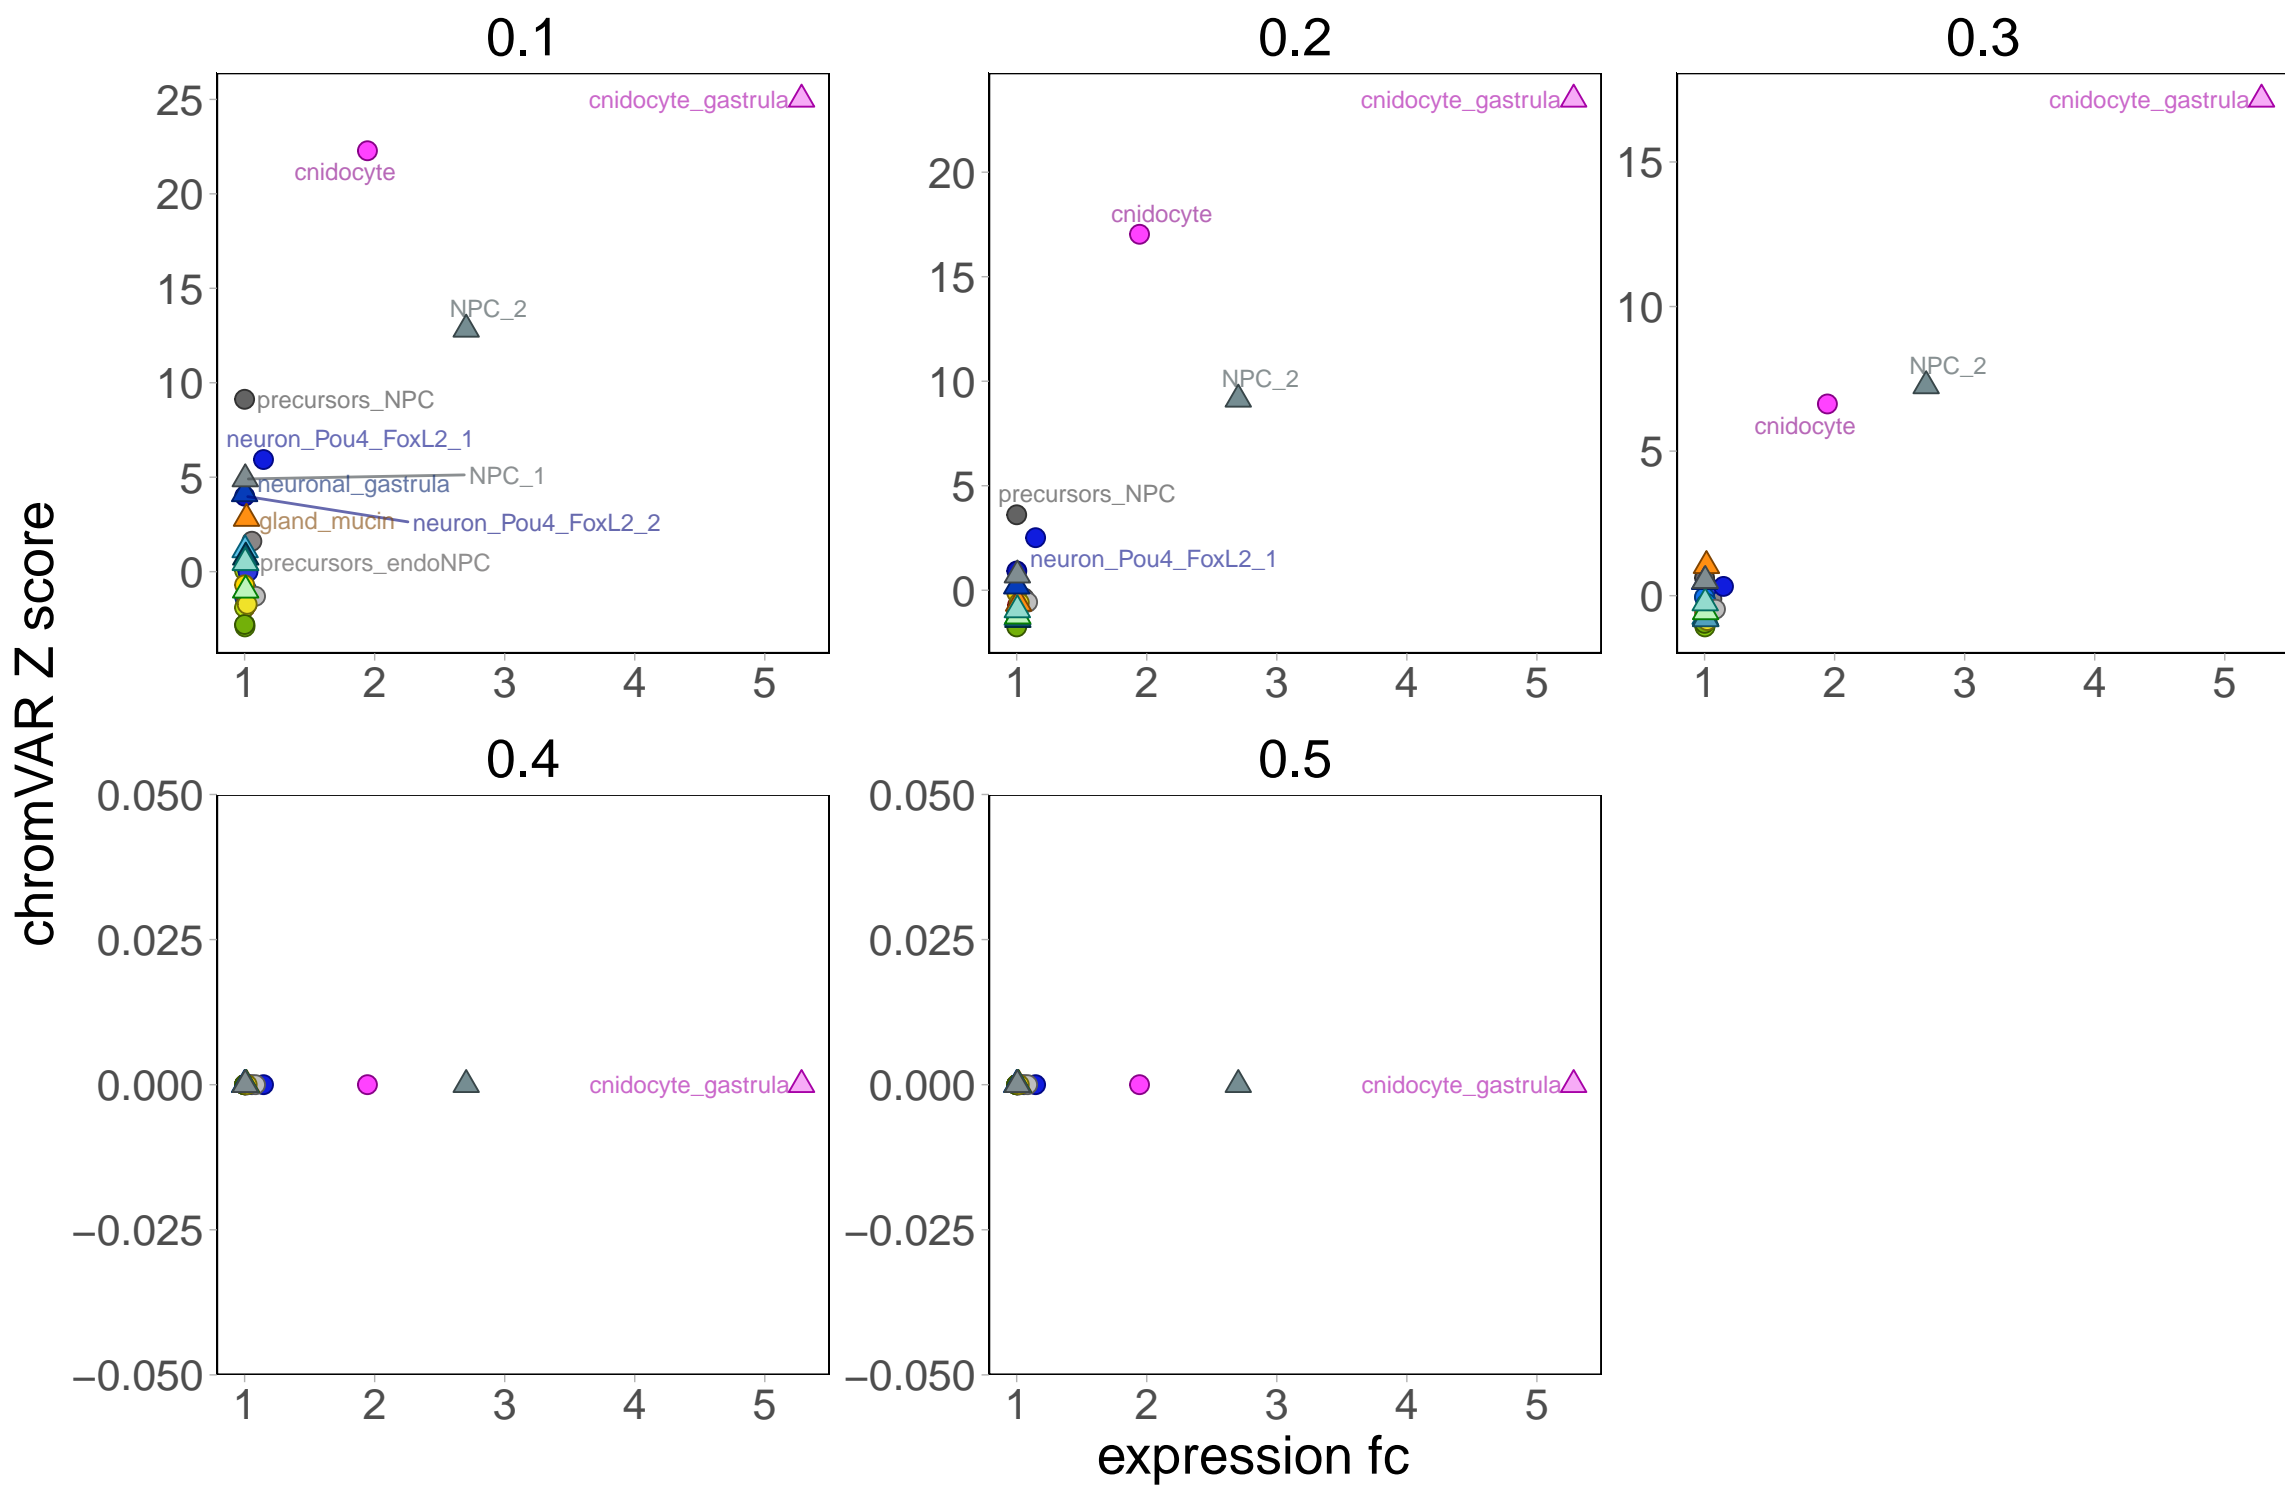 0.1
0.2
0.3
25
20
15
10
5
0
cnidocyte_gastrula
cnidocyte
NPC_2
precursors_NPC
neuron_Pou4_FoxL2_1
NPC_1
neuronal_gastrula
gland_mucin
neuron_Pou4_FoxL2_2
precursors_endoNPC
1 2 3 4 5
20
15
10
5
0
cnidocyte_gastrula
cnidocyte
NPC_2
precursors_NPC
neuron_Pou4_FoxL2_1
1 2 3 4 5
15
10
5
0
cnidocyte_gastrula
NPC_2
cnidocyte
1 2 3 4 5
chromVAR Z score
0.4
0.5
0.050
0.025
0.000
−0.025
−0.050
cnidocyte_gastrula
1 2 3 4 5
0.050
0.025
0.000
−0.025
−0.050
cnidocyte_gastrula
1 2 3 4 5
expression fc